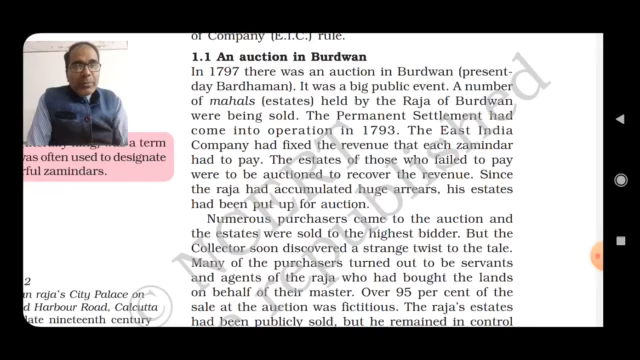 of Company (E.I.C.) rule.
1.1 An auction in Burdwan
In 1797 there was an auction in Burdwan (present-
day Bardhaman). It was a big public event. A number
of mahals (estates) held by the Raja of Burdwan
were being sold. The Permanent Settlement had
come into operation in 1793. The East India
Company had fixed the revenue that each zamindar
had to pay. The estates of those who failed to pay
were to be auctioned to recover the revenue. Since
the raja had accumulated huge arrears, his estates
had been put up for auction.
Numerous purchasers came to the auction and
the estates were sold to the highest bidder. But the
Collector soon discovered a strange twist to the tale.
Many of the purchasers turned out to be servants
and agents of the raja who had bought the lands
on behalf of their master. Over 95 per cent of the
sale at the auction was fictitious. The raja's estates
had been publicly sold, but he remained in control
a term
was often used to designate
rful zamindars.
2
an raja's City Palace on
d Harbour Road, Calcutta
late nineteenth century
© NCERT
republished
8